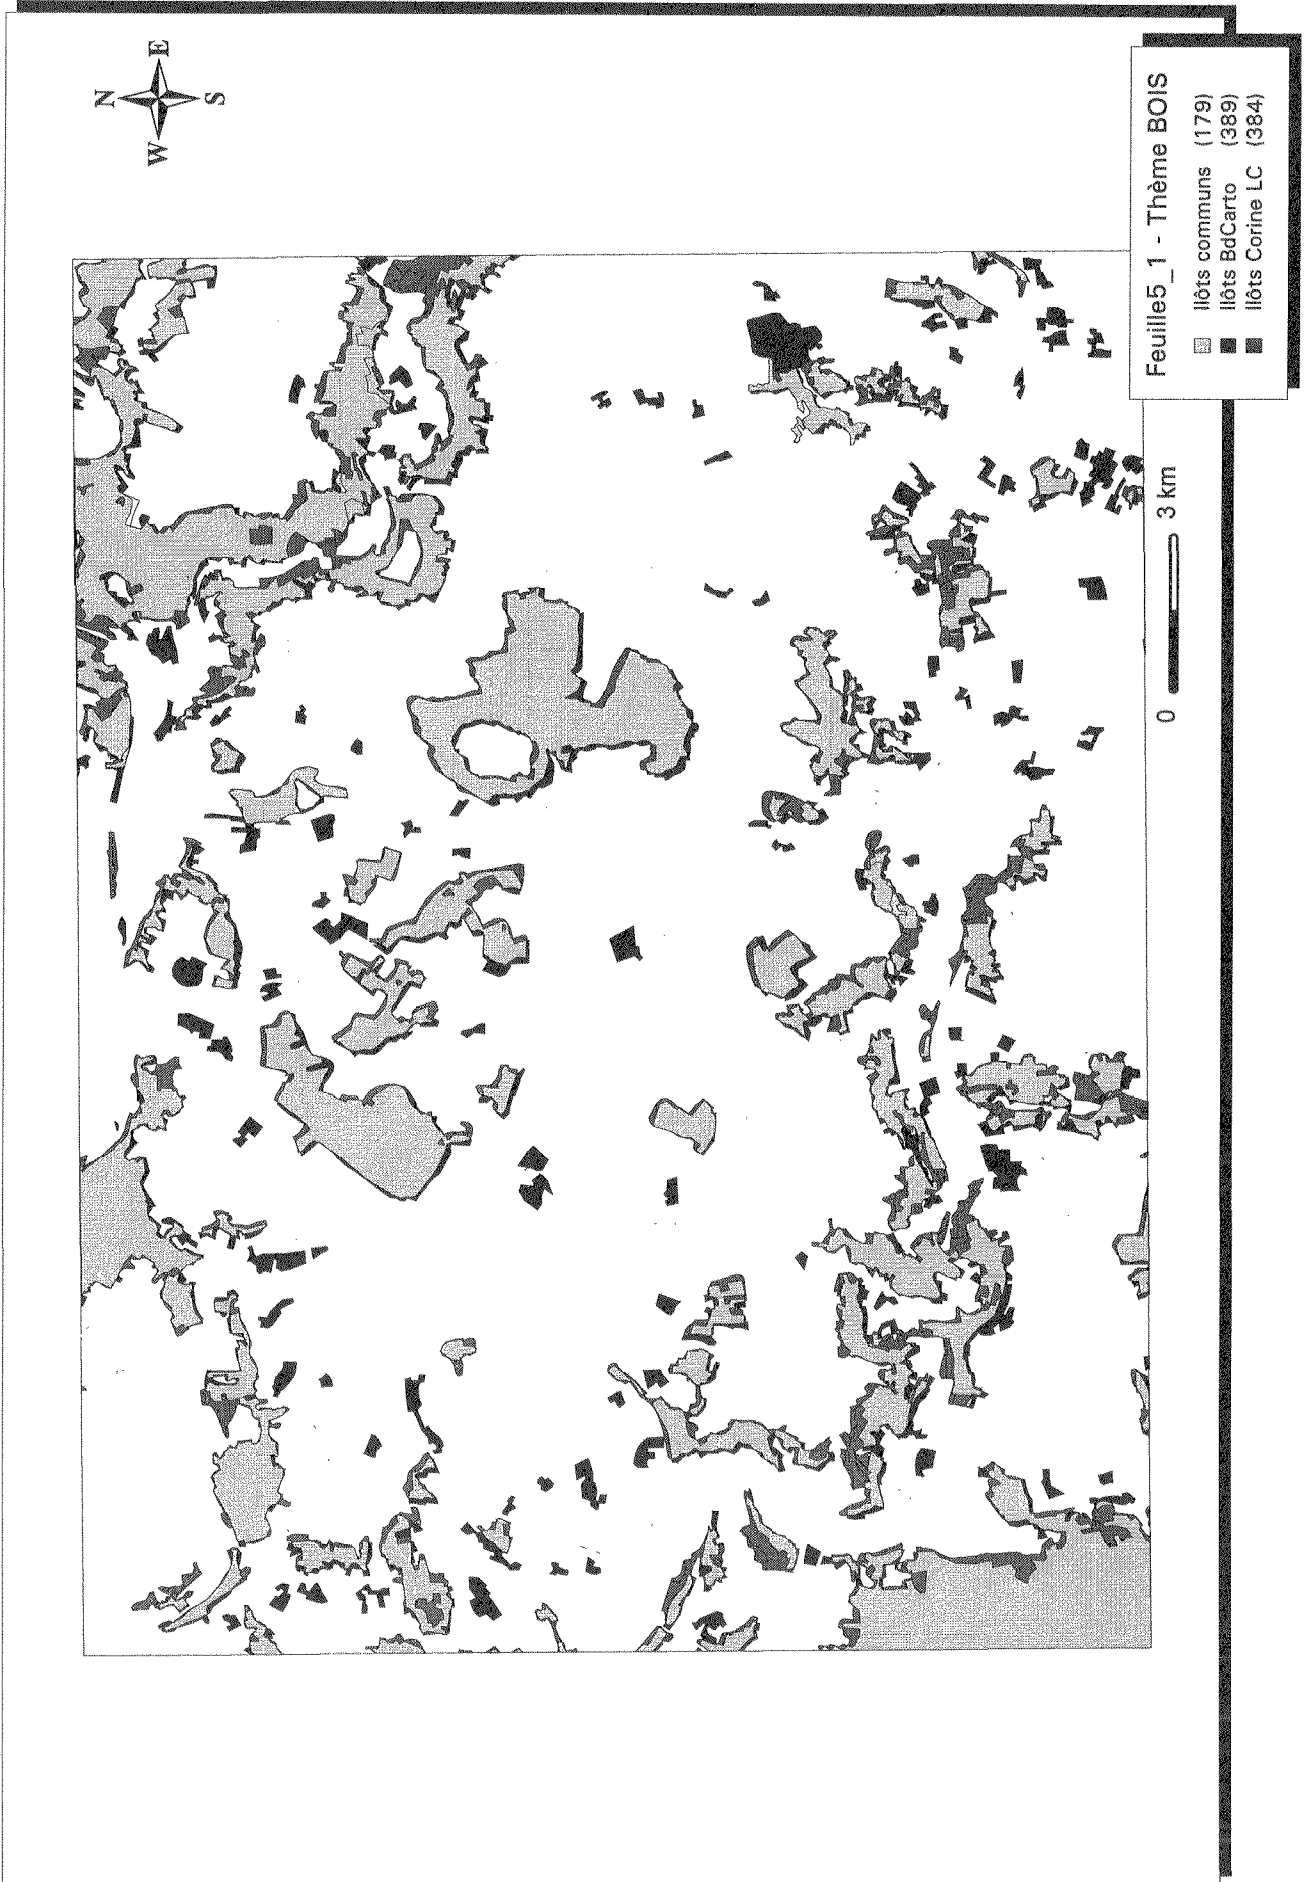 N
W E
S
Feuille5_1 - Thème BOIS
Ilôts communs (179)
Ilôts BdCarto (389)
Ilôts Corine LC (384)
0 3 km